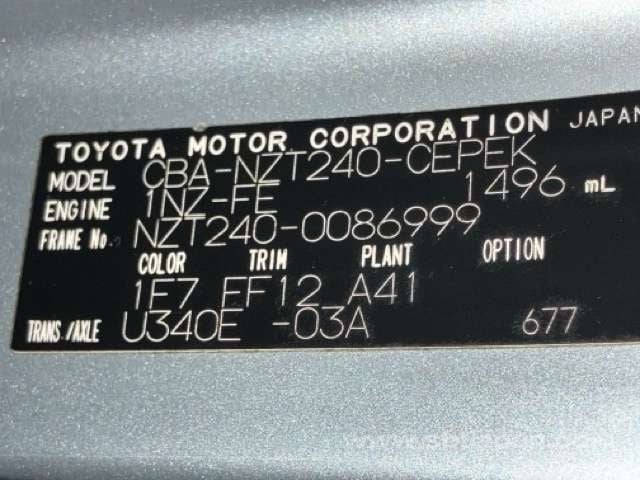 TOYOTA MOTOR CORPORATION JAPAN
MODEL CBA-NZT240-CEPEK
ENGINE 1NZ-FE 1496 mL
FRAME No. NZT240-0086999
COLOR TRIM PLANT OPTION
1F7 FF12 A41
TRANS./AXLE U340E -03A 677